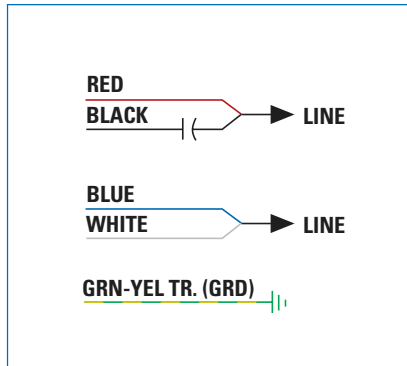 RED
BLACK
LINE
BLUE
WHITE
LINE
GRN-YEL TR. (GRD)